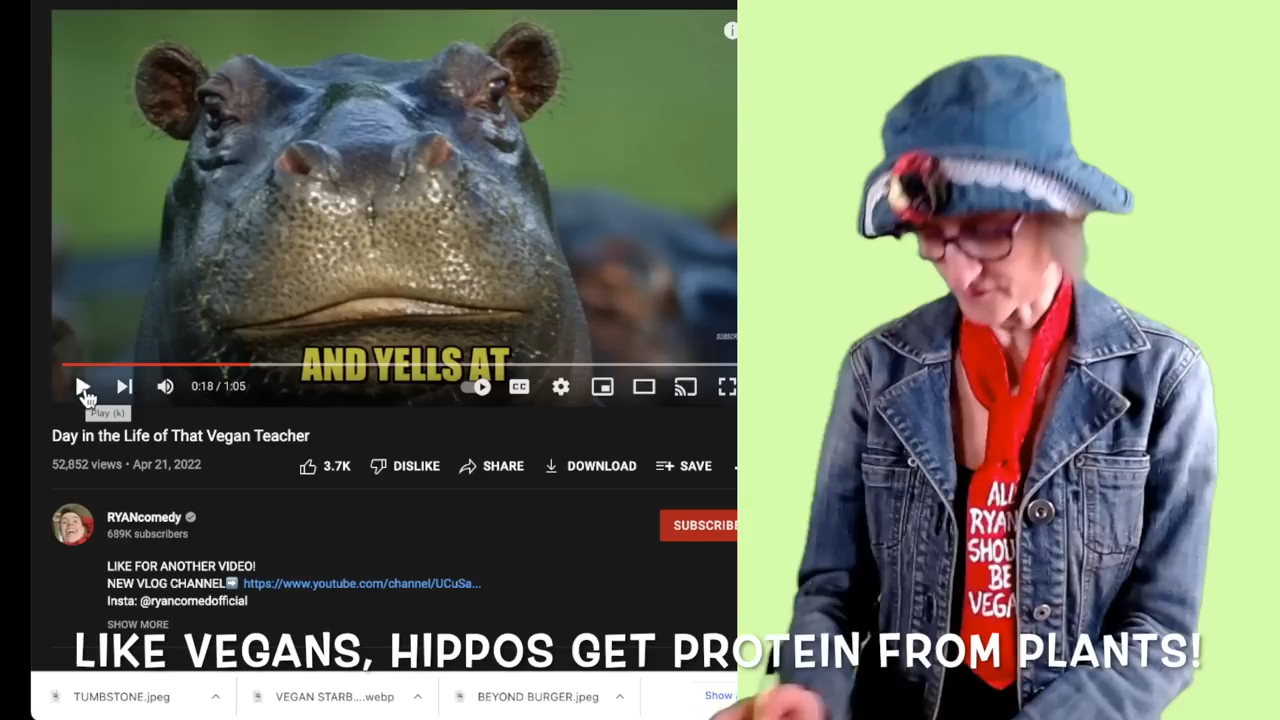 AND YELLS AT
0:18 / 1:05
CC
Play (k)
Day in the Life of That Vegan Teacher
52,852 views • Apr 21, 2022
3.7K DISLIKE SHARE DOWNLOAD SAVE
RYANcomedy
689K subscribers
SUBSCRIBE
LIKE FOR ANOTHER VIDEO!
NEW VLOG CHANNEL➡ https://www.youtube.com/channel/UCuSa...
Insta: @ryancomedofficial
SHOW MORE
ALL
RYAN
SHOU
BE
VEGA
LIKE VEGANS, HIPPOS GET PROTEIN FROM PLANTS!
TUMBSTONE.jpeg
VEGAN STARB....webp
BEYOND BURGER.jpeg
Show